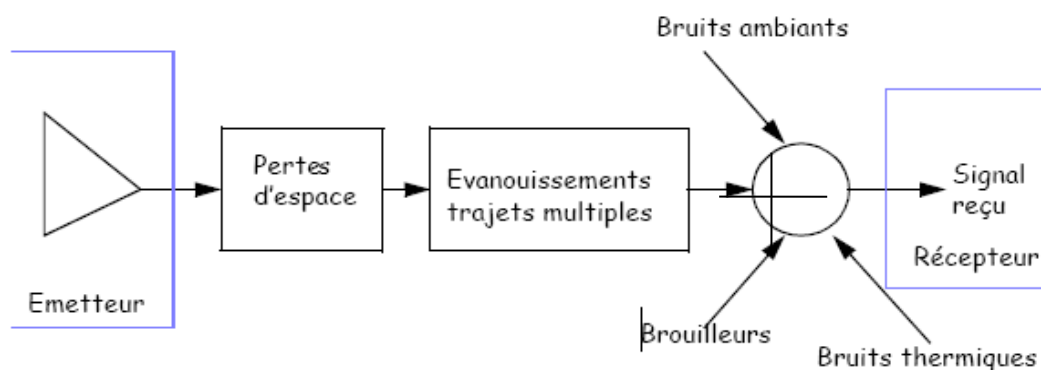 Bruits ambiants
Pertes
d'espace
Evanouissements
trajets multiples
Signal
reçu
Récepteur
Emetteur
Brouilleurs
Bruits thermiques